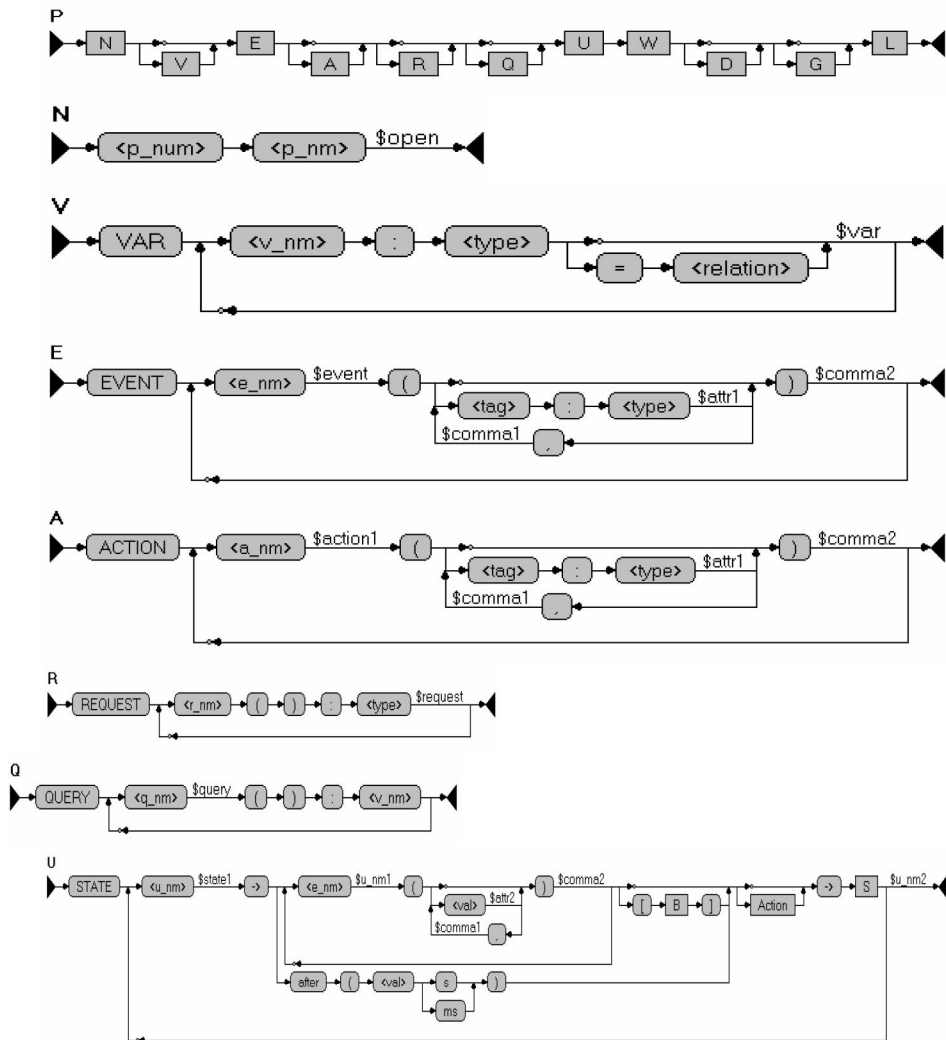 P
N V E A R Q U W D G L
N
<p_num> <p_nm> $open
V
VAR <v_nm> : <type> $var
= <relation>
E
EVENT <e_nm> $event ( ) $comma2
<tag> : <type> $attr1
$comma1 ,
A
ACTION <a_nm> $action1 ( ) $comma2
<tag> : <type> $attr1
$comma1 ,
R
REQUEST <r_nm> ( ) : <type> $request
Q
QUERY <q_nm> $query ( ) : <v_nm>
U
STATE <u_nm> $state1 -> <e_nm> $u_nm1 ( ) $comma2 -> S $u_nm2
<val> $attr2 [ B ] Action
$comma1 ,
after ( <val> s )
ms